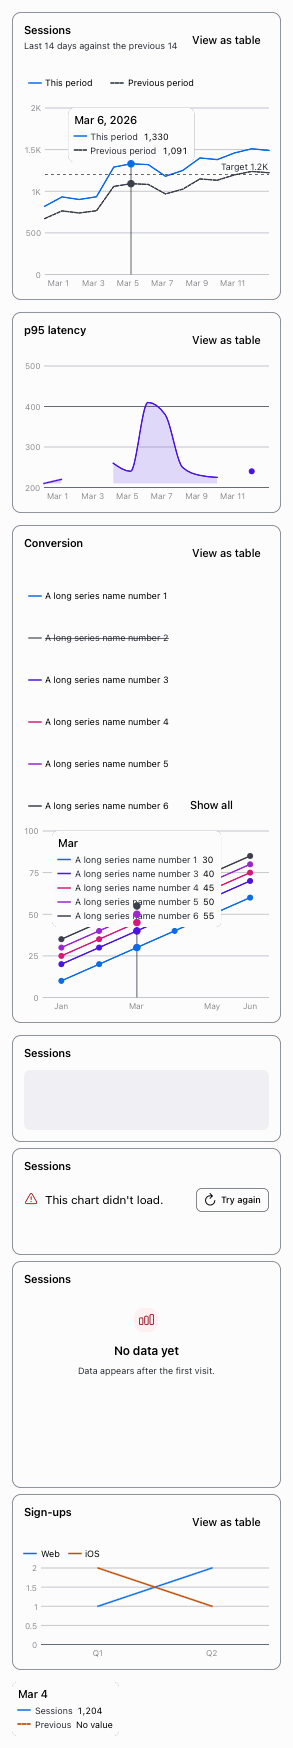 Sessions
Last 14 days against the previous 14
View as table
This period
Previous period
2K
Mar 6, 2026
This period 1,330
Previous period 1,091
1.5K
Target 1.2K
1K
500
0
Mar 1 Mar 3 Mar 5 Mar 7 Mar 9 Mar 11
p95 latency
View as table
500
400
300
200
Mar 1 Mar 3 Mar 5 Mar 7 Mar 9 Mar 11
Conversion
View as table
A long series name number 1
A long series name number 2
A long series name number 3
A long series name number 4
A long series name number 5
A long series name number 6
Show all
100
Mar
A long series name number 1 30
A long series name number 3 40
75
A long series name number 4 45
A long series name number 5 50
50
A long series name number 6 55
25
0
Jan Mar May Jun
Sessions
Sessions
This chart didn't load.
Try again
Sessions
No data yet
Data appears after the first visit.
Sign-ups
View as table
Web iOS
2
1.5
1
0.5
0
Q1 Q2
Mar 4
Sessions 1,204
Previous No value